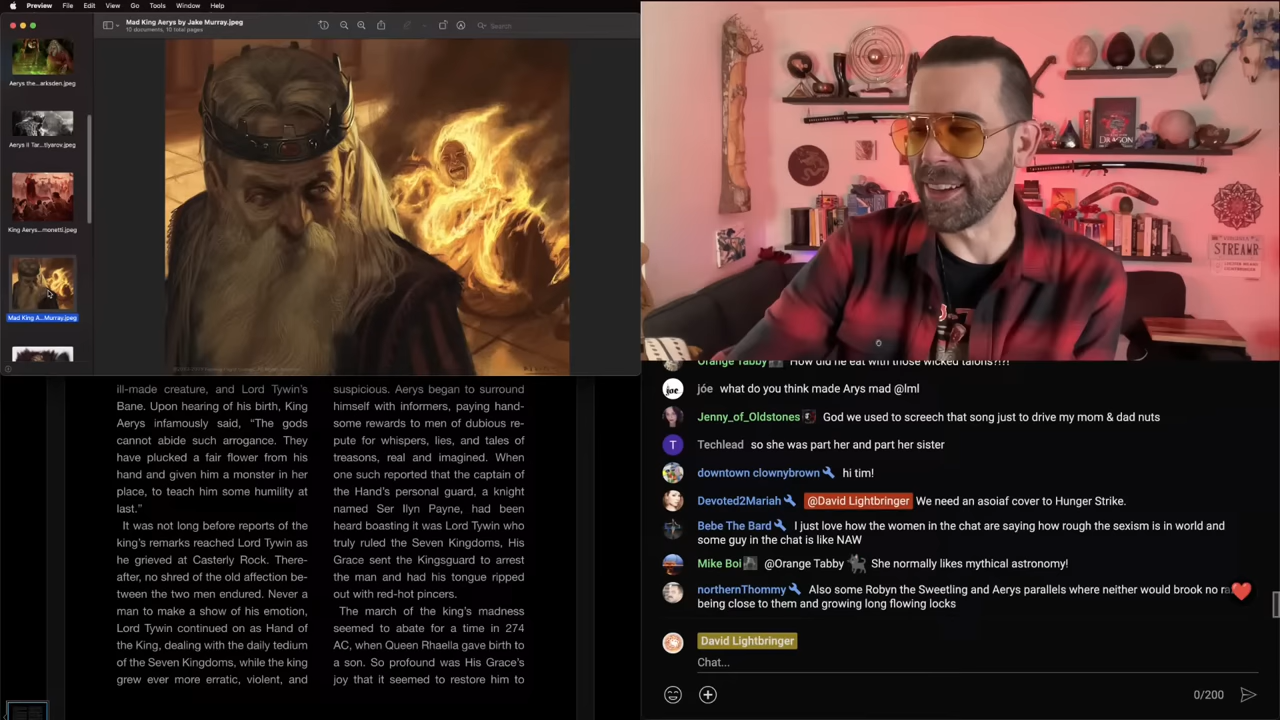 Preview File Edit View Go Tools Window Help
Mad King Aerys by Jake Murray.jpeg
10 documents, 10 total pages
Search
Aerys the...arksden.jpeg
Aerys II Tar...tlyarov.jpeg
King Aerys...monetti.jpeg
Mad King A...Murray.jpeg
ill-made creature, and Lord Tywin's
Bane. Upon hearing of his birth, King
Aerys infamously said, “The gods
cannot abide such arrogance. They
have plucked a fair flower from his
hand and given him a monster in her
place, to teach him some humility at
last.”
It was not long before reports of the
king's remarks reached Lord Tywin as
he grieved at Casterly Rock. There-
after, no shred of the old affection be-
tween the two men endured. Never a
man to make a show of his emotion,
Lord Tywin continued on as Hand of
the King, dealing with the daily tedium
of the Seven Kingdoms, while the king
grew ever more erratic, violent, and
suspicious. Aerys began to surround
himself with informers, paying hand-
some rewards to men of dubious re-
pute for whispers, lies, and tales of
treasons, real and imagined. When
one such reported that the captain of
the Hand's personal guard, a knight
named Ser Ilyn Payne, had been
heard boasting it was Lord Tywin who
truly ruled the Seven Kingdoms, His
Grace sent the Kingsguard to arrest
the man and had his tongue ripped
out with red-hot pincers.
The march of the king's madness
seemed to abate for a time in 274
AC, when Queen Rhaella gave birth to
a son. So profound was His Grace's
joy that it seemed to restore him to
DRAGON
STREAMR
Orange Tabby How did he eat with those wicked talons?!?!
jóe what do you think made Arys mad @lml
Jenny_of_Oldstones God we used to screech that song just to drive my mom & dad nuts
T Techlead so she was part her and part her sister
downtown clownybrown hi tim!
Devoted2Mariah @David Lightbringer We need an asoiaf cover to Hunger Strike.
Bebe The Bard I just love how the women in the chat are saying how rough the sexism is in world and
some guy in the chat is like NAW
Mike Boi @Orange Tabby She normally likes mythical astronomy!
northernThommy Also some Robyn the Sweetling and Aerys parallels where neither would brook no
being close to them and growing long flowing locks
David Lightbringer
Chat...
0/200